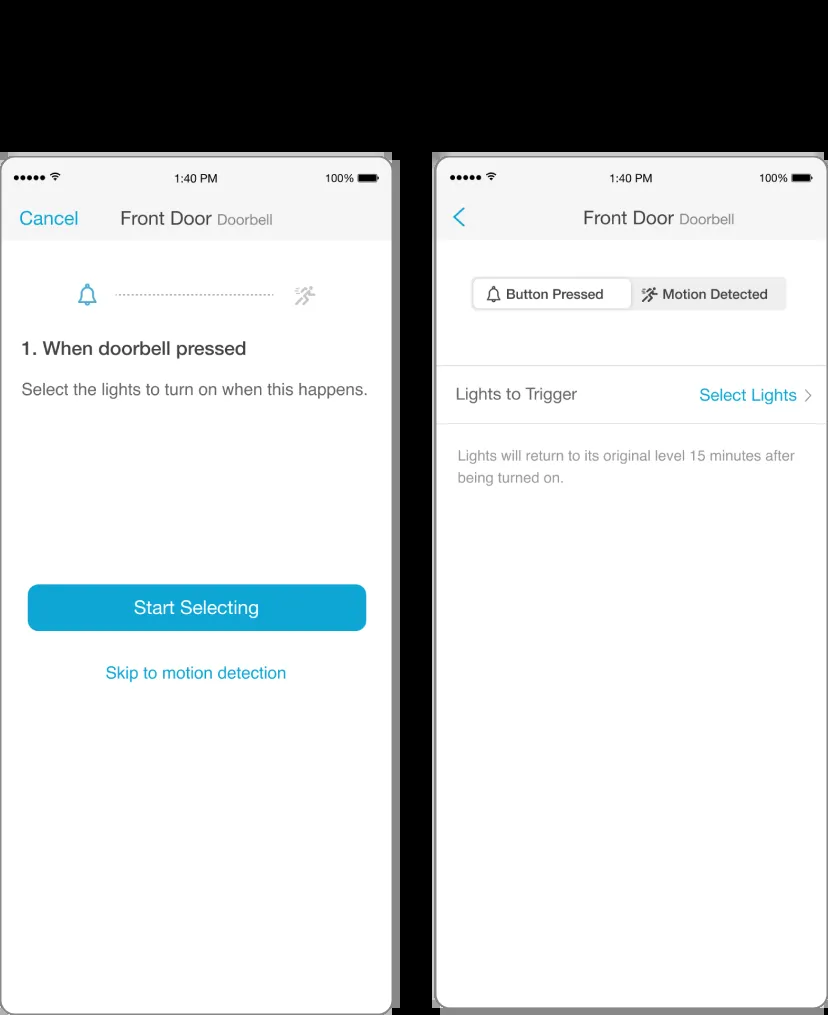 1:40 PM 100%
Cancel Front Door Doorbell
1. When doorbell pressed
Select the lights to turn on when this happens.
Start Selecting
Skip to motion detection
1:40 PM 100%
Front Door Doorbell
Button Pressed Motion Detected
Lights to Trigger Select Lights
Lights will return to its original level 15 minutes after
being turned on.